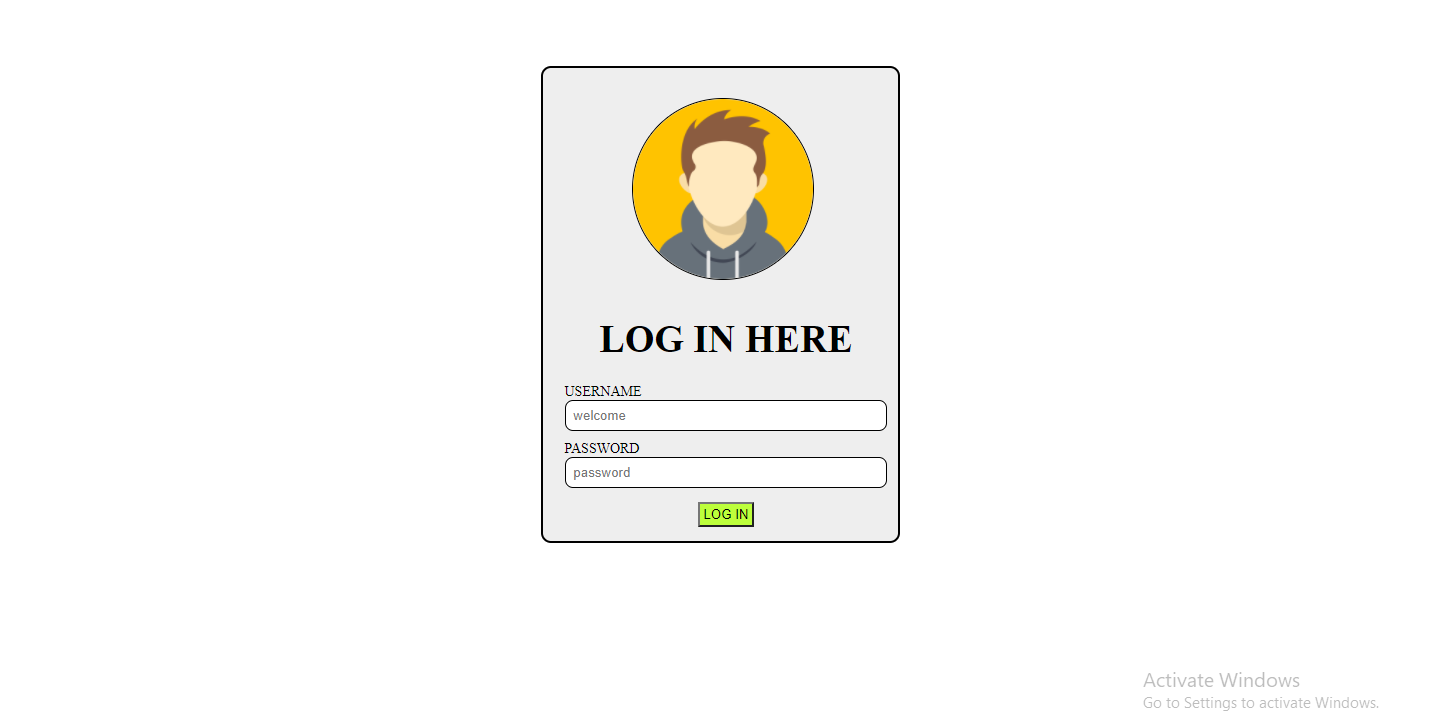 LOG IN HERE
USERNAME
welcome
PASSWORD
password
LOG IN
Activate Windows
Go to Settings to activate Windows.